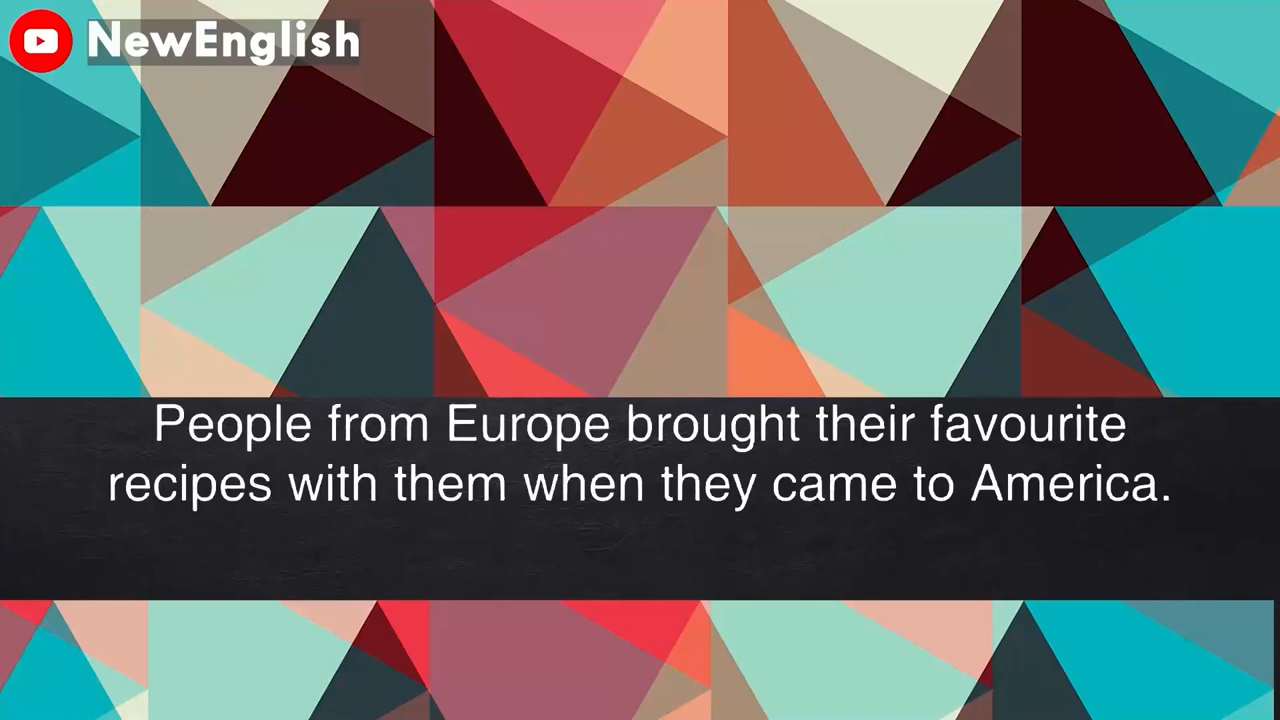 NewEnglish
People from Europe brought their favourite
recipes with them when they came to America.